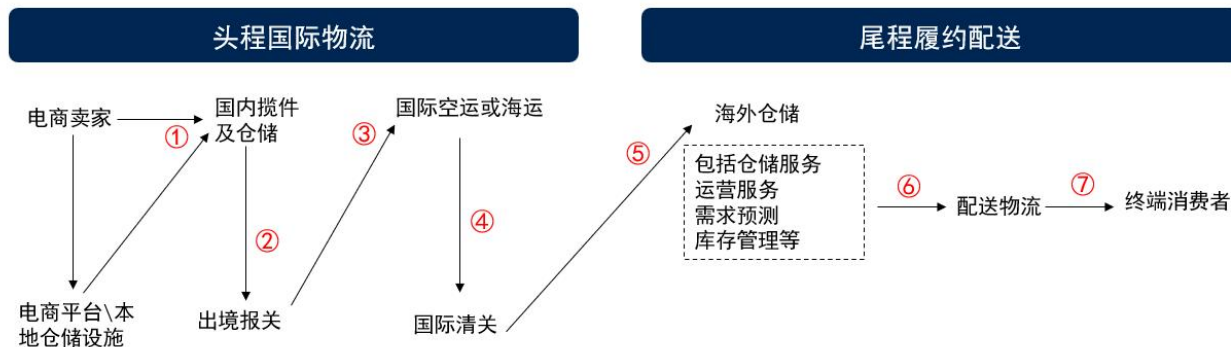 头程国际物流
尾程履约配送
电商卖家
国内揽件
及仓储
国际空运或海运
海外仓储
①
③
⑤
包括仓储服务
运营服务
需求预测
库存管理等
⑥
配送物流
⑦
终端消费者
②
④
电商平台\本
地仓储设施
出境报关
国际清关